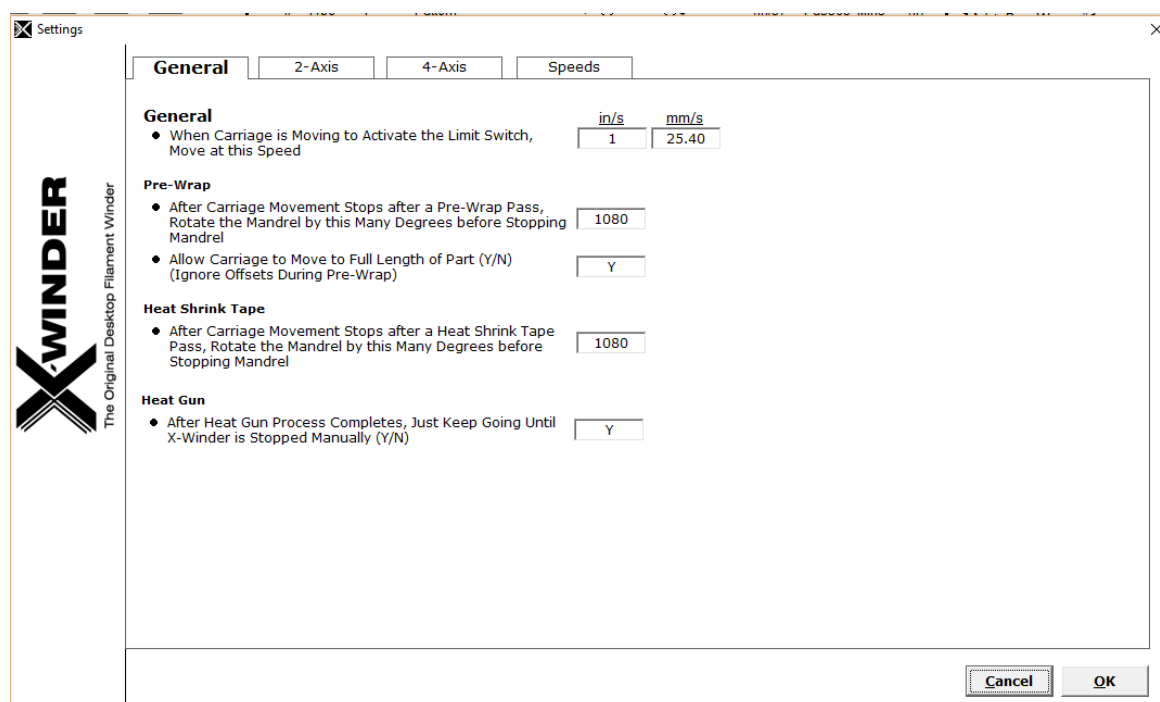 Settings
General 2-Axis 4-Axis Speeds
General
in/s mm/s
When Carriage is Moving to Activate the Limit Switch,
Move at this Speed
1 25.40
Pre-Wrap
After Carriage Movement Stops after a Pre-Wrap Pass,
Rotate the Mandrel by this Many Degrees before Stopping
Mandrel
1080
Allow Carriage to Move to Full Length of Part (Y/N)
(Ignore Offsets During Pre-Wrap)
Y
Heat Shrink Tape
After Carriage Movement Stops after a Heat Shrink Tape
Pass, Rotate the Mandrel by this Many Degrees before
Stopping Mandrel
1080
Heat Gun
After Heat Gun Process Completes, Just Keep Going Until
X-Winder is Stopped Manually (Y/N)
Y
X-WINDER
The Original Desktop Filament Winder
Cancel OK